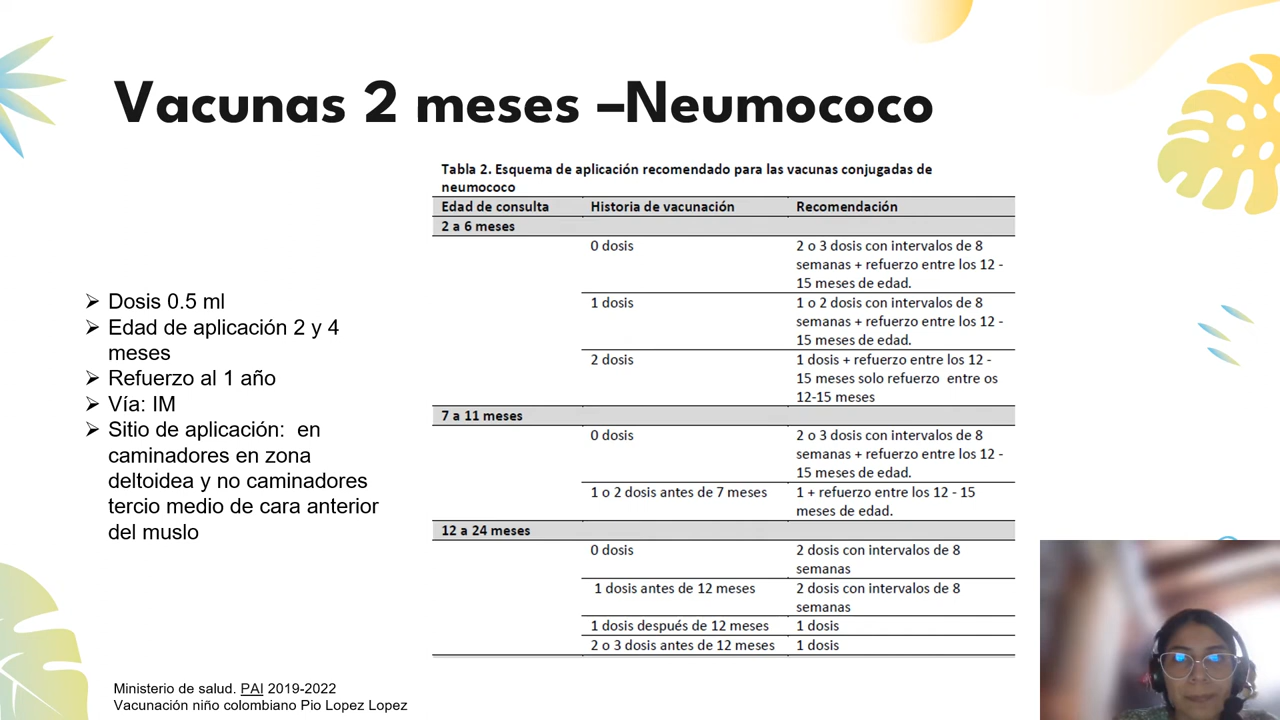 Vacunas 2 meses –Neumococo
➢ Dosis 0.5 ml
➢ Edad de aplicación 2 y 4
meses
➢ Refuerzo al 1 año
➢ Vía: IM
➢ Sitio de aplicación: en
caminadores en zona
deltoidea y no caminadores
tercio medio de cara anterior
del muslo
Tabla 2. Esquema de aplicación recomendado para las vacunas conjugadas de
neumococo
Edad de consulta Historia de vacunación Recomendación
2 a 6 meses
0 dosis 2 o 3 dosis con intervalos de 8
semanas + refuerzo entre los 12 -
15 meses de edad.
1 dosis 1 o 2 dosis con intervalos de 8
semanas + refuerzo entre los 12 -
15 meses de edad.
2 dosis 1 dosis + refuerzo entre los 12 -
15 meses solo refuerzo entre os
12-15 meses
7 a 11 meses
0 dosis 2 o 3 dosis con intervalos de 8
semanas + refuerzo entre los 12 -
15 meses de edad.
1 o 2 dosis antes de 7 meses 1 + refuerzo entre los 12 - 15
meses de edad.
12 a 24 meses
0 dosis 2 dosis con intervalos de 8
semanas
1 dosis antes de 12 meses 2 dosis con intervalos de 8
semanas
1 dosis después de 12 meses 1 dosis
2 o 3 dosis antes de 12 meses 1 dosis
Ministerio de salud. PAI 2019-2022
Vacunación niño colombiano Pio Lopez Lopez